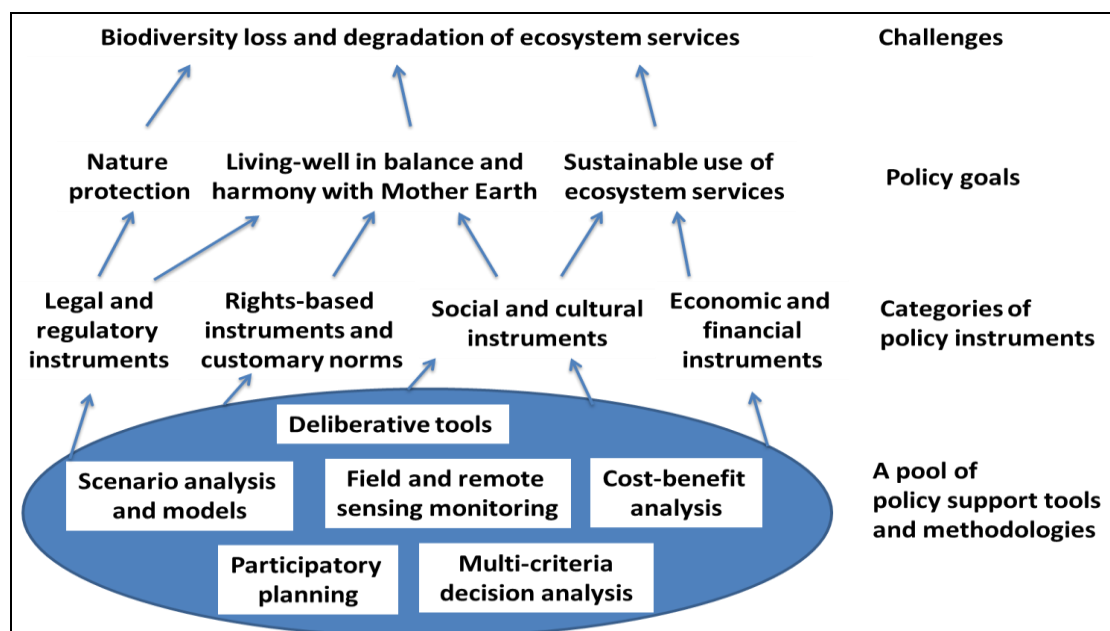 Biodiversity loss and degradation of ecosystem services
Challenges
Nature
protection
Living-well in balance and
harmony with Mother Earth
Sustainable use of
ecosystem services
Policy goals
Legal and
regulatory
instruments
Rights-based
instruments and
customary norms
Social and cultural
instruments
Economic and
financial
instruments
Categories of
policy instruments
Deliberative tools
Scenario analysis
and models
Field and remote
sensing monitoring
Cost-benefit
analysis
Participatory
planning
Multi-criteria
decision analysis
A pool of
policy support tools
and methodologies